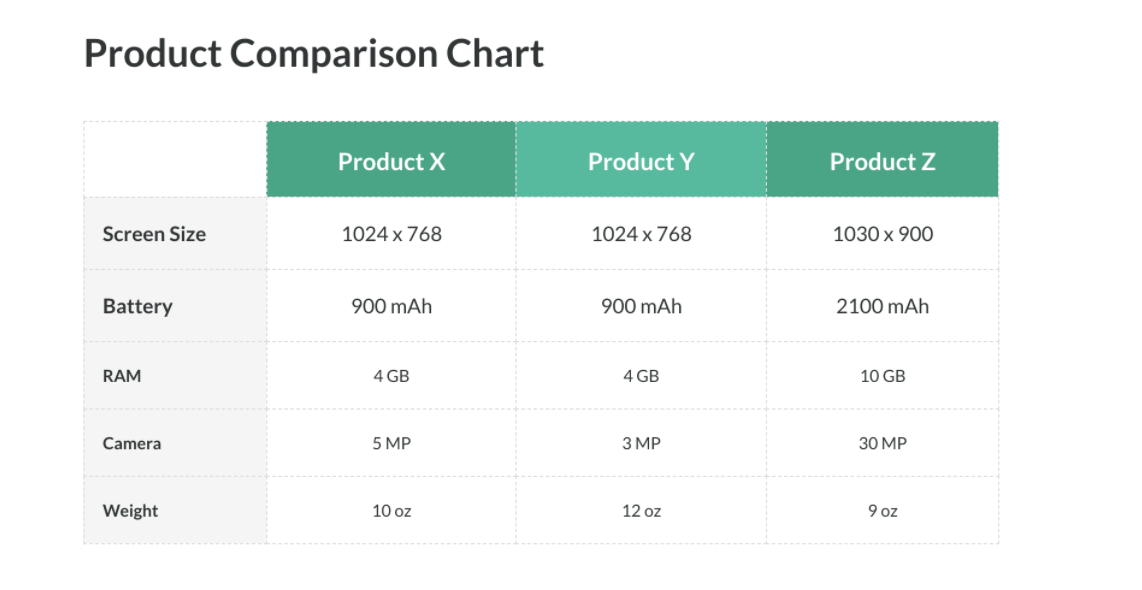 Product Comparison Chart
Product X Product Y Product Z
Screen Size 1024 x 768 1024 x 768 1030 x 900
Battery 900 mAh 900 mAh 2100 mAh
RAM 4 GB 4 GB 10 GB
Camera 5 MP 3 MP 30 MP
Weight 10 oz 12 oz 9 oz